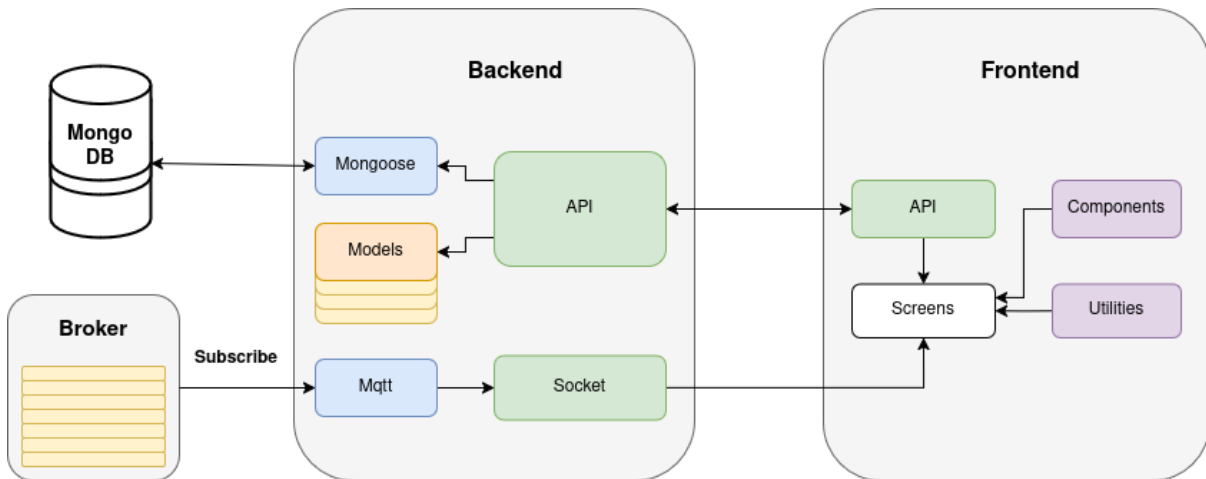 Backend
Frontend
Mongo
DB
Mongoose
API
API
Components
Models
Screens
Utilities
Broker
Subscribe
Mqtt
Socket